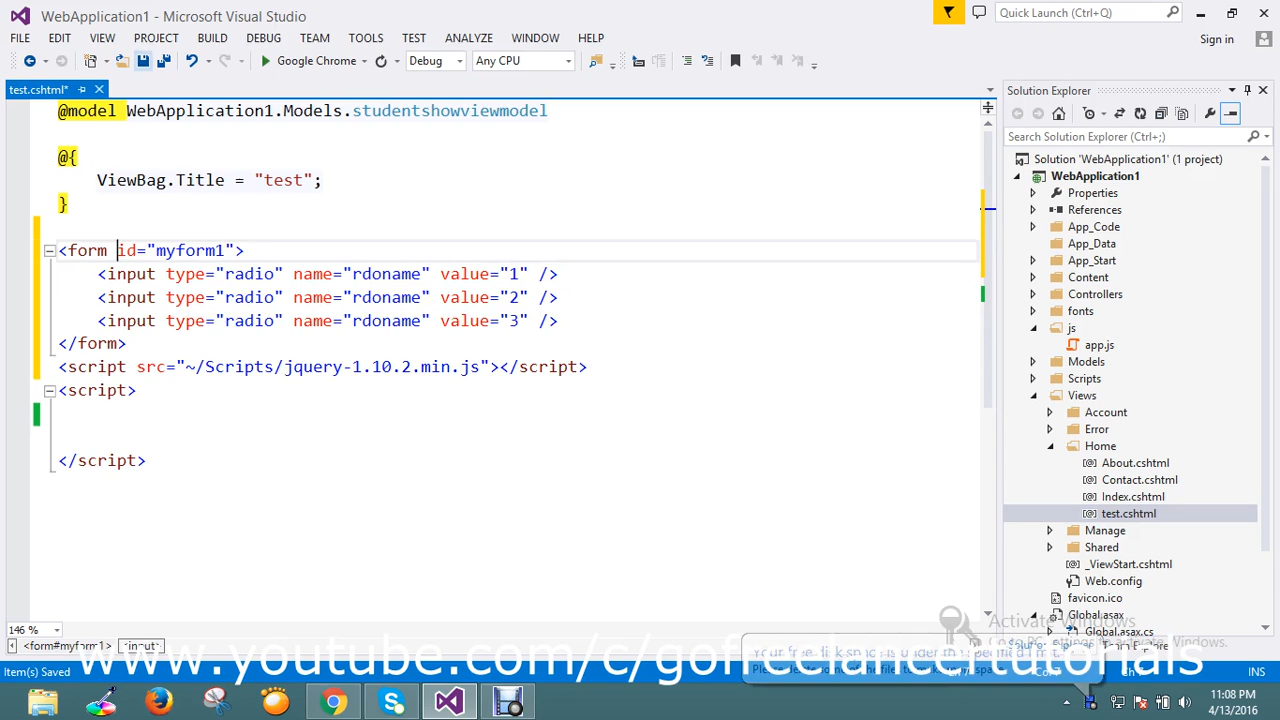 WebApplication1 - Microsoft Visual Studio
Quick Launch (Ctrl+Q)
FILE EDIT VIEW PROJECT BUILD DEBUG TEAM TOOLS TEST ANALYZE WINDOW HELP
Sign in
Google Chrome Debug Any CPU
test.cshtml*
@model WebApplication1.Models.studentshowviewmodel
@{
ViewBag.Title = "test";
}
<form id="myform1">
<input type="radio" name="rdoname" value="1" />
<input type="radio" name="rdoname" value="2" />
<input type="radio" name="rdoname" value="3" />
</form>
<script src="~/Scripts/jquery-1.10.2.min.js"></script>
<script>
</script>
146 %
<form#myform1> <input>
Item(s) Saved
Solution Explorer
Search Solution Explorer (Ctrl+;)
Solution 'WebApplication1' (1 project)
WebApplication1
Properties
References
App_Code
App_Data
App_Start
Content
Controllers
fonts
js
app.js
Models
Scripts
Views
Account
Error
Home
About.cshtml
Contact.cshtml
Index.cshtml
test.cshtml
Manage
Shared
_ViewStart.cshtml
Web.config
favicon.ico
Global.asax
Global.asax.cs
Activate Windows
www.youtube.com/c/gofreelancertutorials
INS
11:08 PM
4/13/2016